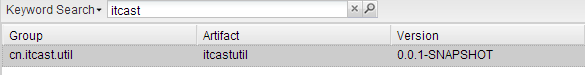 Keyword Search itcast
Group Artifact Version
cn.itcast.util itcastutil 0.0.1-SNAPSHOT